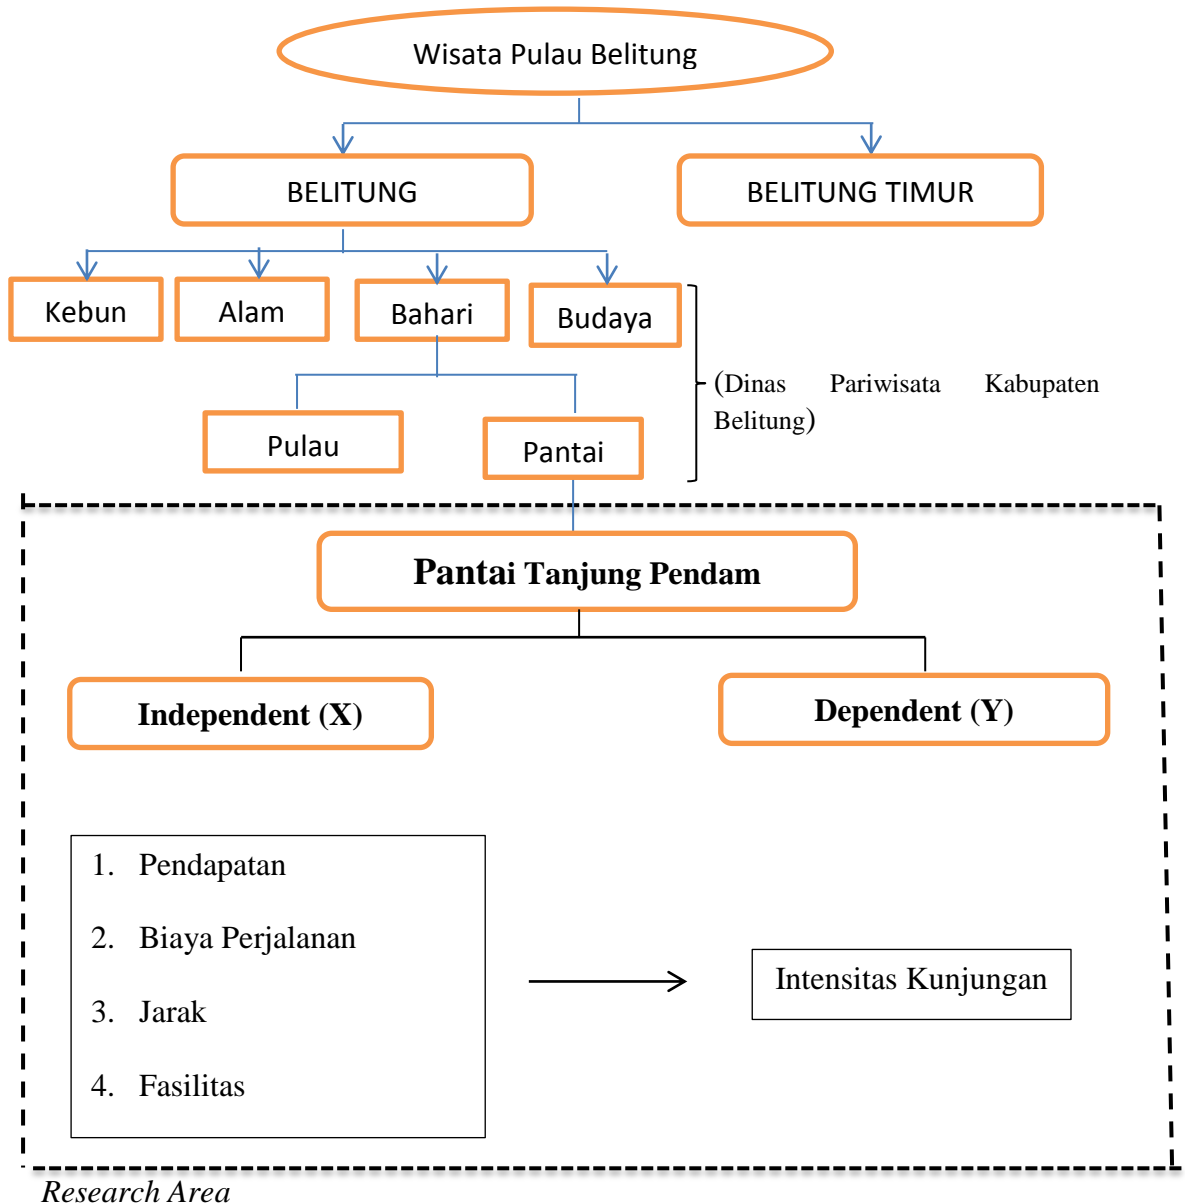 Wisata Pulau Belitung
BELITUNG
BELITUNG TIMUR
Kebun
Alam
Bahari
Budaya
(Dinas Pariwisata Kabupaten
Belitung)
Pulau
Pantai
Pantai Tanjung Pendam
Independent (X)
Dependent (Y)
1. Pendapatan
2. Biaya Perjalanan
3. Jarak
4. Fasilitas
Intensitas Kunjungan
Research Area